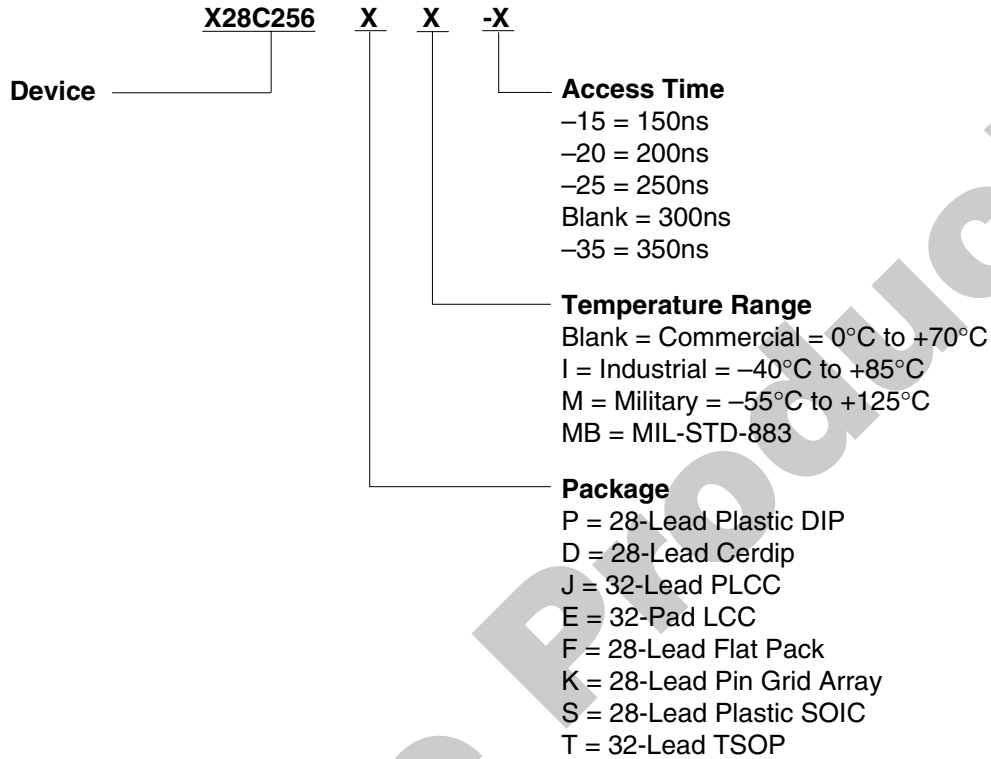 X28C256 X X -X
Device
Access Time
–15 = 150ns
–20 = 200ns
–25 = 250ns
Blank = 300ns
–35 = 350ns
Temperature Range
Blank = Commercial = 0°C to +70°C
I = Industrial = –40°C to +85°C
M = Military = –55°C to +125°C
MB = MIL-STD-883
Package
P = 28-Lead Plastic DIP
D = 28-Lead Cerdip
J = 32-Lead PLCC
E = 32-Pad LCC
F = 28-Lead Flat Pack
K = 28-Lead Pin Grid Array
S = 28-Lead Plastic SOIC
T = 32-Lead TSOP
Produc